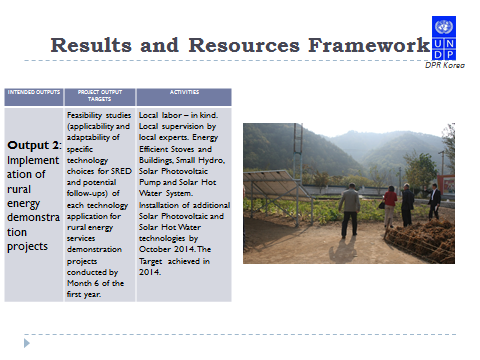 Results and Resources Framework
U N
D P
DPR Korea
INTENDED OUTPUTS
PROJECT OUTPUT
TARGETS
ACTIVITIES
Output 2:
Implement
ation of
rural
energy
demonstra
tion
projects
Feasibility studies
(applicability and
adaptability of
specific
technology
choices for SRED
and potential
follow-ups) of
each technology
application for
rural energy
services
demonstration
projects
conducted by
Month 6 of the
first year.
Local labor – in kind.
Local supervision by
local experts. Energy
Efficient Stoves and
Buildings, Small Hydro,
Solar Photovoltaic
Pump and Solar Hot
Water System.
Installation of additional
Solar Photovoltaic and
Solar Hot Water
technologies by
October 2014. The
Target achieved in
2014.